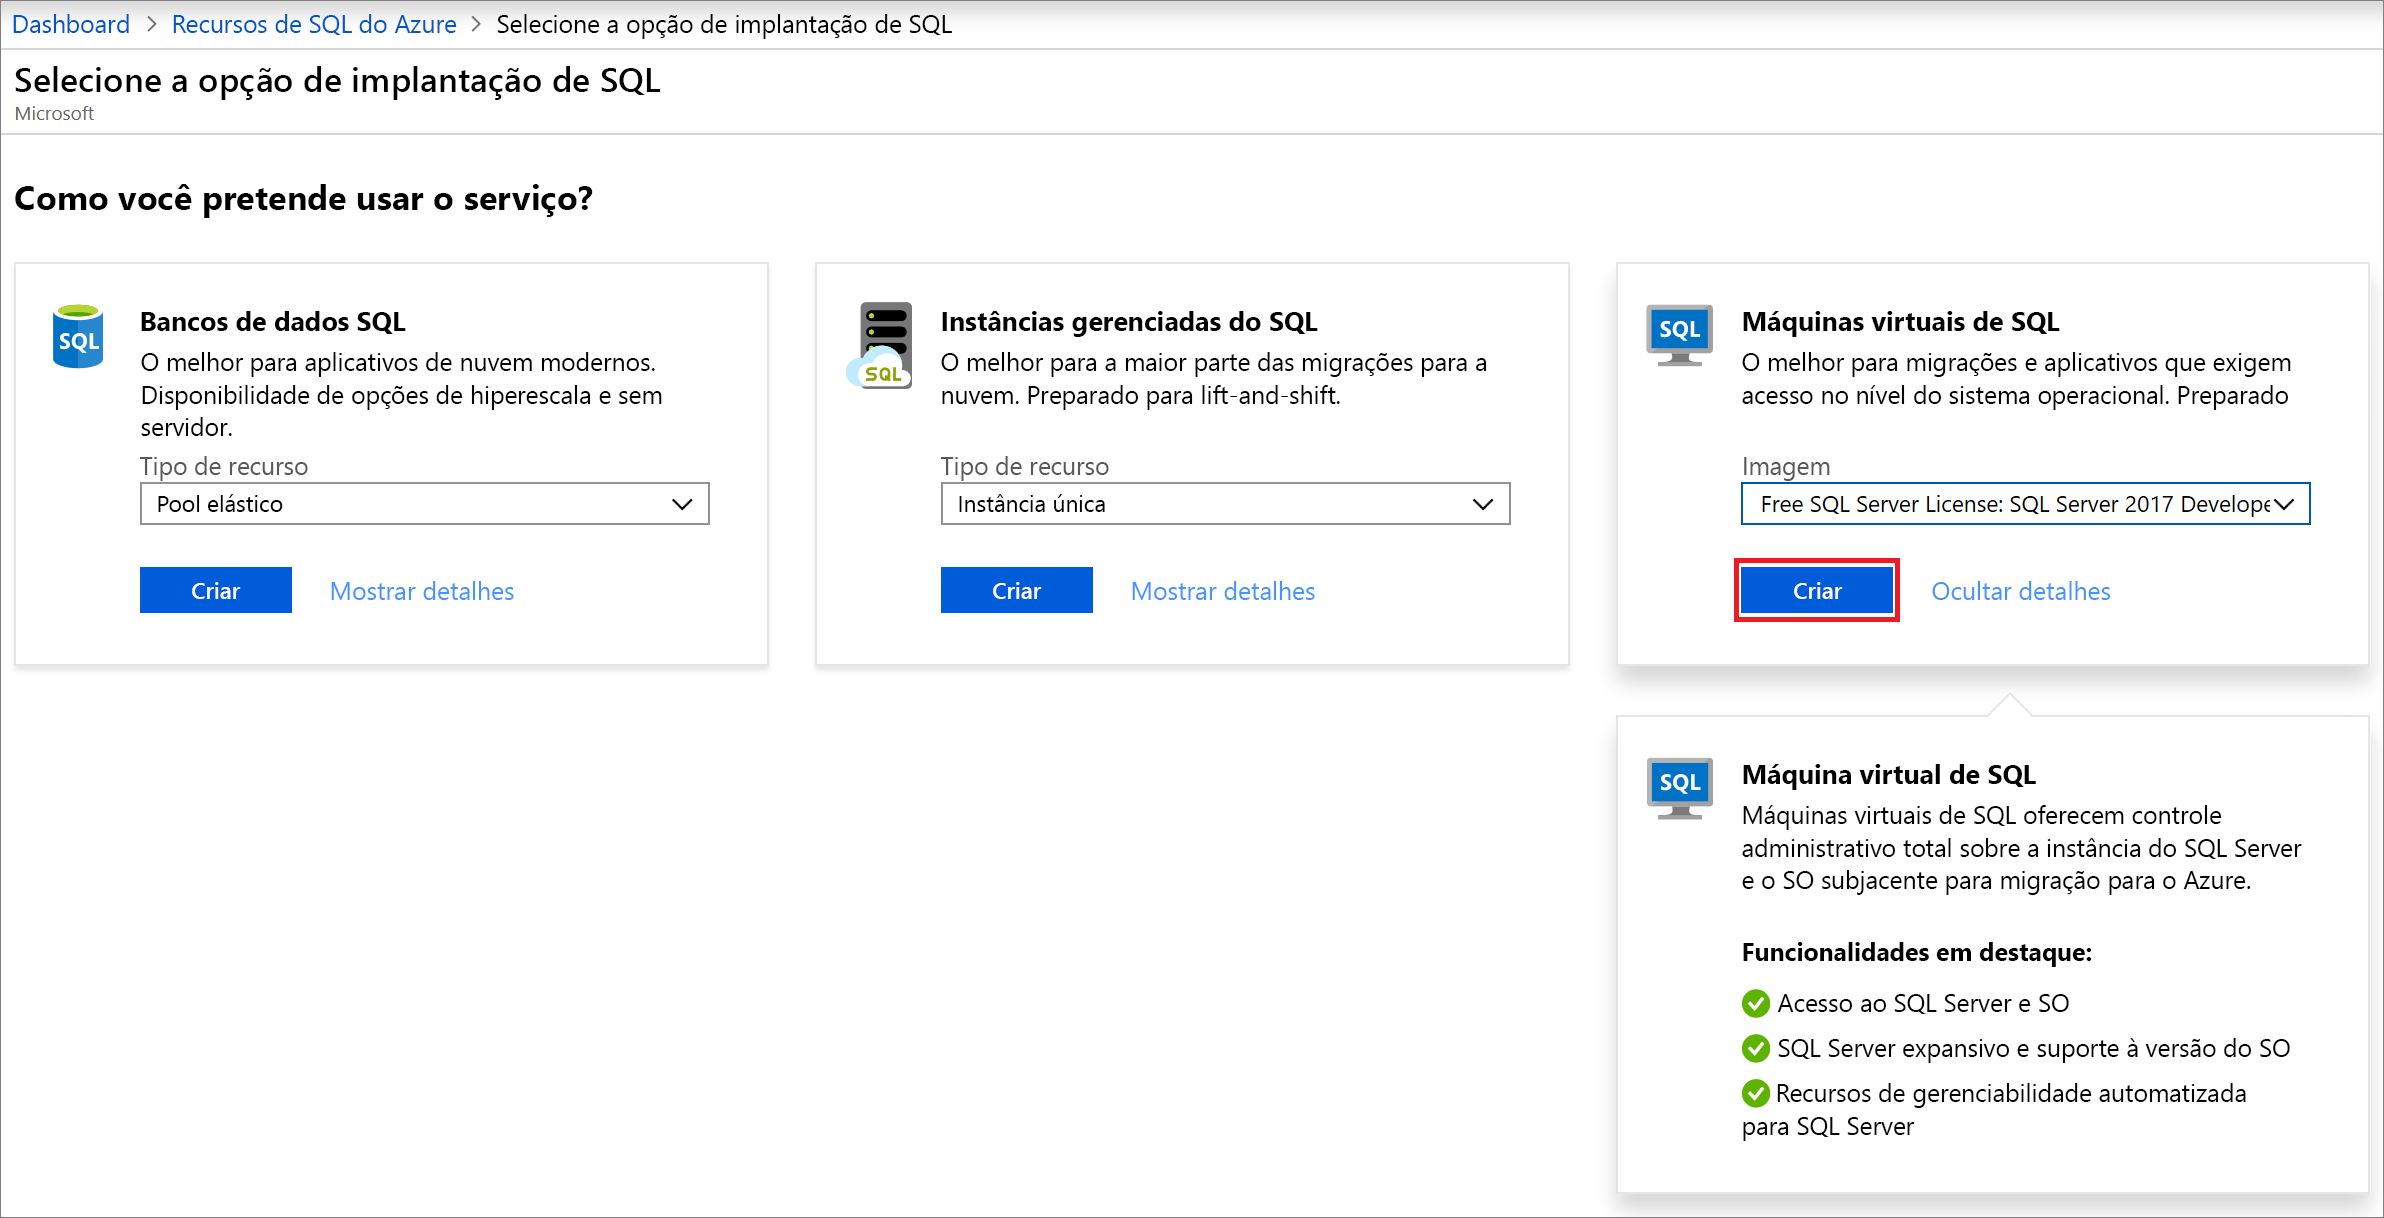 Dashboard > Recursos de SQL do Azure > Selecione a opção de implantação de SQL
Selecione a opção de implantação de SQL
Microsoft
Como você pretende usar o serviço?
SQL
Bancos de dados SQL
O melhor para aplicativos de nuvem modernos.
Disponibilidade de opções de hiperescala e sem
servidor.
Tipo de recurso
Pool elástico
Criar
Mostrar detalhes
SQL
Instâncias gerenciadas do SQL
O melhor para a maior parte das migrações para a
nuvem. Preparado para lift-and-shift.
Tipo de recurso
Instância única
Criar
Mostrar detalhes
SQL
Máquinas virtuais de SQL
O melhor para migrações e aplicativos que exigem
acesso no nível do sistema operacional. Preparado
Imagem
Free SQL Server License: SQL Server 2017 Develope
Criar
Ocultar detalhes
SQL
Máquina virtual de SQL
Máquinas virtuais de SQL oferecem controle
administrativo total sobre a instância do SQL Server
e o SO subjacente para migração para o Azure.
Funcionalidades em destaque:
Acesso ao SQL Server e SO
SQL Server expansivo e suporte à versão do SO
Recursos de gerenciabilidade automatizada
para SQL Server